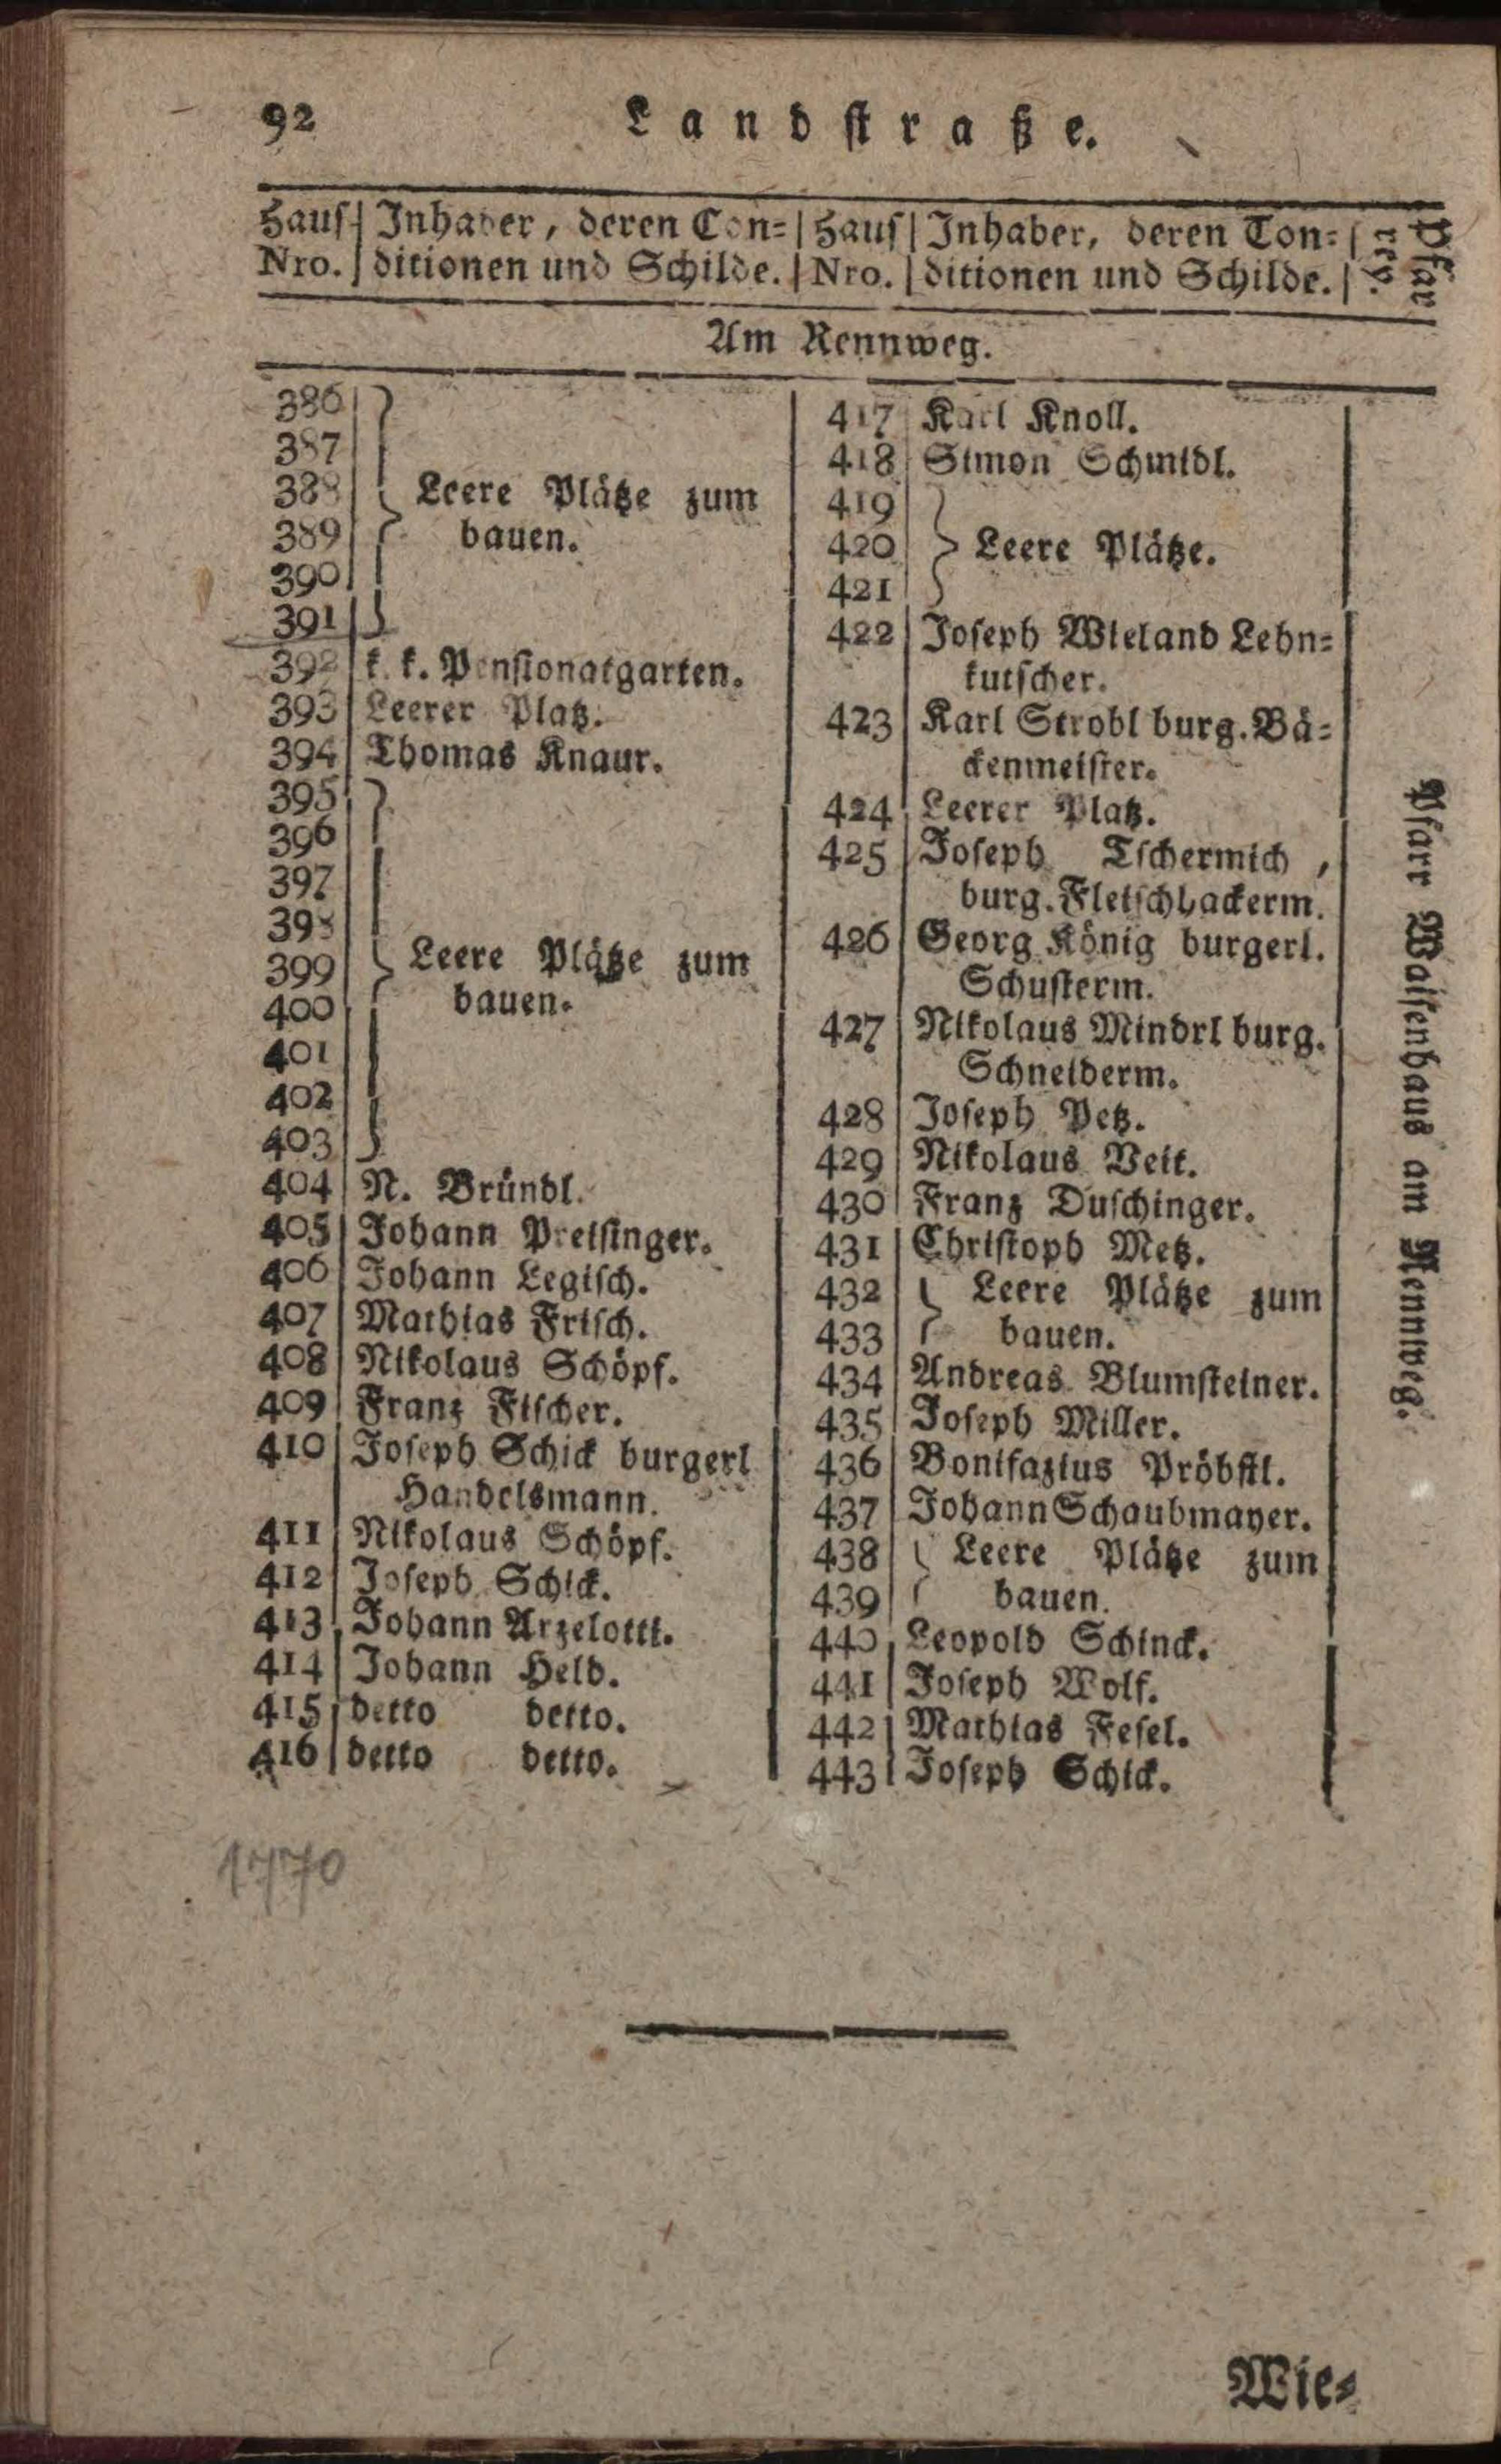 92
Landstraße.
Haus Nro.
Inhaber, deren Con=
ditionen und Schilde.
Haus Nro.
Inhaber, deren Con=
ditionen und Schilde.
Pfar
rey.
Am Rennweg.
386
387
388 Leere Plätze zum
389 bauen.
390
391
392 k. k. Pensionatgarten.
393 Leerer Platz.
394 Thomas Knaur.
395
396
397
398
399 Leere Plätze zum
400 bauen.
401
402
403
404 N. Bründl.
405 Johann Preisinger.
406 Johann Legisch.
407 Mathias Frisch.
408 Nikolaus Schöpf.
409 Franz Fischer.
410 Joseph Schick burgerl
Handelsmann.
411 Nikolaus Schöpf.
412 Joseph Schick.
413 Johann Arzelotti.
414 Johann Held.
415 detto detto.
416 detto detto.
417 Karl Knoll.
418 Simon Schmidl.
419
420 Leere Plätze.
421
422 Joseph Wieland Lehn=
kutscher.
423 Karl Strobl burg. Bä=
ckenmeister.
424 Leerer Platz.
425 Joseph Tschermich,
burg. Fleischhackerm.
426 Georg König burgerl.
Schusterm.
427 Nikolaus Mindrl burg.
Schneiderm.
428 Joseph Petz.
429 Nikolaus Veit.
430 Franz Duschinger.
431 Christoph Metz.
432 Leere Plätze zum
433 bauen.
434 Andreas Blumsteiner.
435 Joseph Miller.
436 Bonifazius Pröbstl.
437 Johann Schaubmayer.
438 Leere Plätze zum
439 bauen.
440 Leopold Schinck.
441 Joseph Wolf.
442 Mathias Fesel.
443 Joseph Schick.
Pfarr Waisenhaus am Rennweg.
1770
Wie=